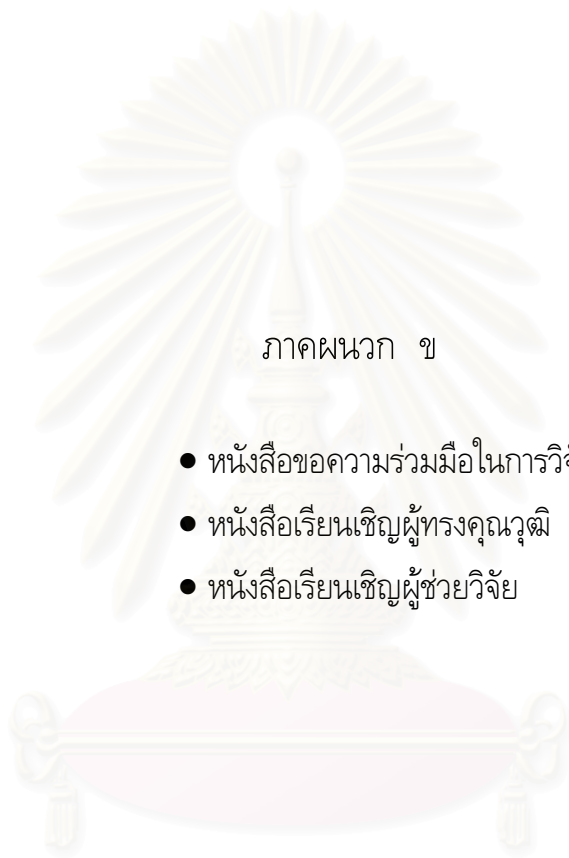 ภาคผนวก ข
• หนังสือขอความร่วมมือในการวิจ
• หนังสือเรียนเชิญผู้ทรงคุณวุฒิ
• หนังสือเรียนเชิญผู้ช่วยวิจัย